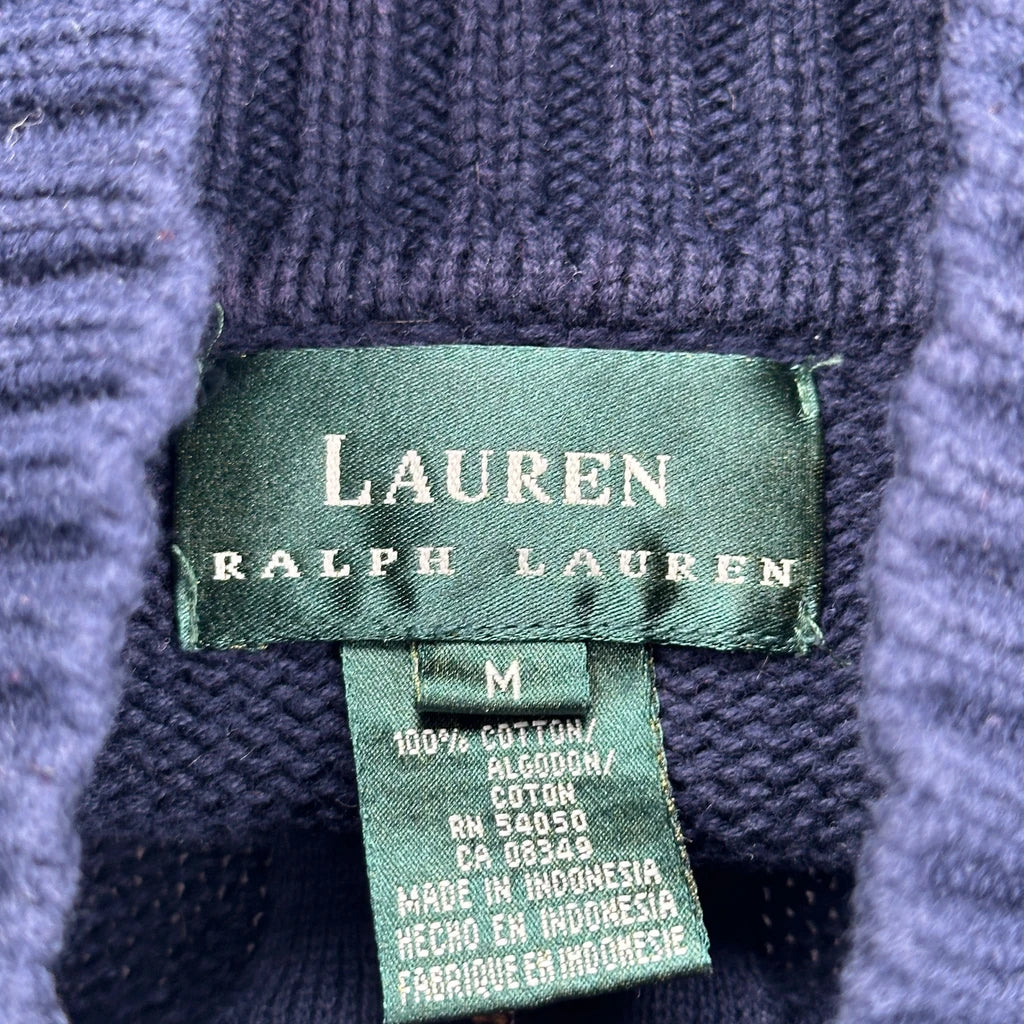 LAUREN
RALPH LAUREN
M
100% COTTON/
ALGODON/
COTON
RN 54050
CA 08349
MADE IN INDONESIA
HECHO EN INDONESIA
FABRIQUE EN INDONESIE